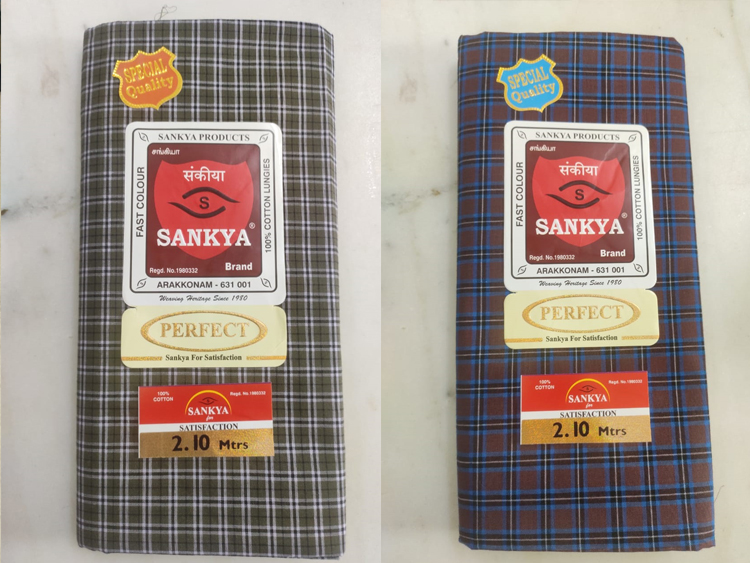 SPECIAL
Quality
SANKYA PRODUCTS
சங்கியா
संकीया
FAST COLOUR
100% COTTON LUNGIES
S
SANKYA®
Regd. No.1980332
Brand
ARAKKONAM - 631 001
Weaving Heritage Since 1980
PERFECT
Sankya For Satisfaction
100%
COTTON
Regd. No.1980332
SANKYA
for
SATISFACTION
2.10 Mtrs
SPECIAL
Quality
SANKYA PRODUCTS
சங்கியா
संकीया
FAST COLOUR
100% COTTON LUNGIES
S
SANKYA®
Regd. No.1980332
Brand
ARAKKONAM - 631 001
Weaving Heritage Since 1980
PERFECT
Sankya For Satisfaction
100%
COTTON
Regd. No.1980332
SANKYA
for
SATISFACTION
2.10 Mtrs